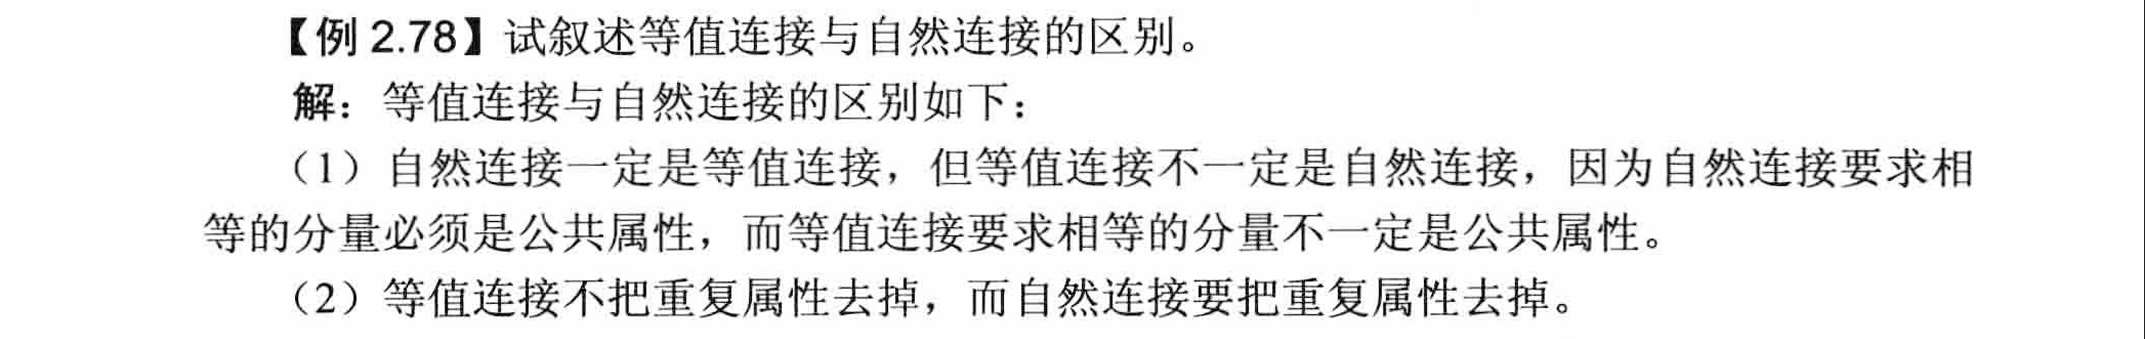 【例 2.78】试叙述等值连接与自然连接的区别。
解：等值连接与自然连接的区别如下：
（1）自然连接一定是等值连接，但等值连接不一定是自然连接，因为自然连接要求相
等的分量必须是公共属性，而等值连接要求相等的分量不一定是公共属性。
（2）等值连接不把重复属性去掉，而自然连接要把重复属性去掉。